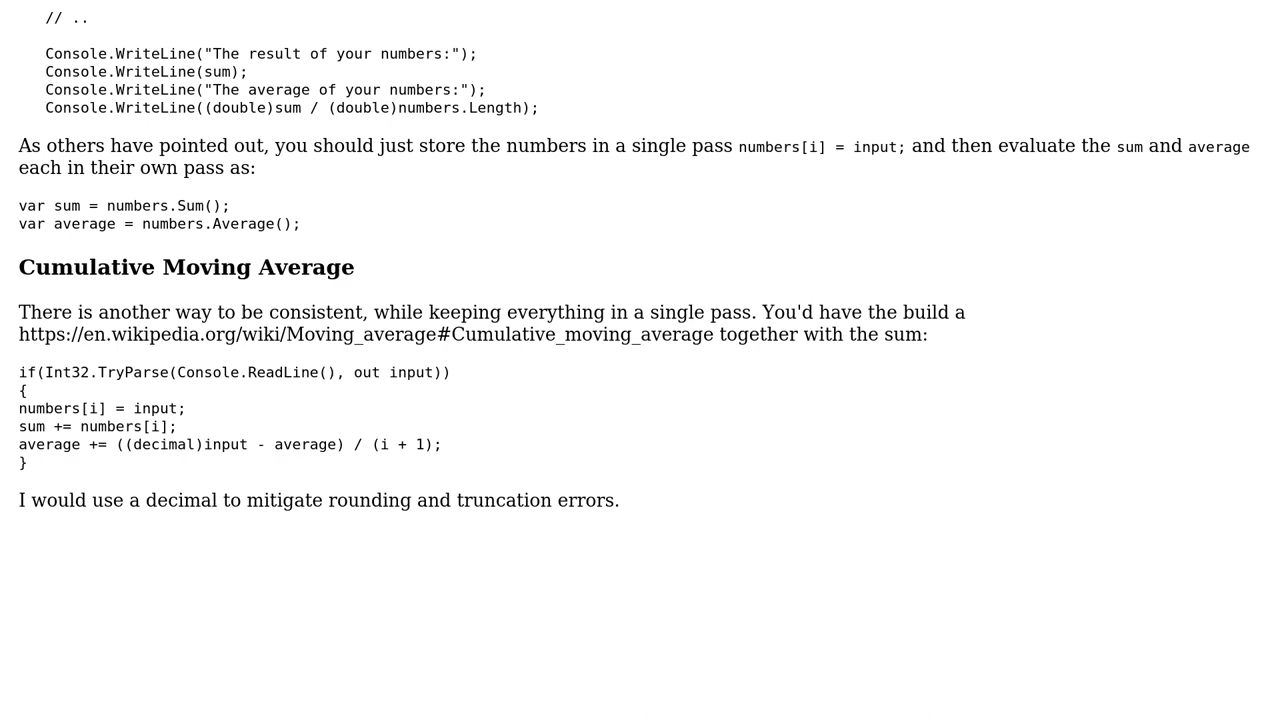 // ..
Console.WriteLine("The result of your numbers:");
Console.WriteLine(sum);
Console.WriteLine("The average of your numbers:");
Console.WriteLine((double)sum / (double)numbers.Length);
As others have pointed out, you should just store the numbers in a single pass numbers[i] = input; and then evaluate the sum and average
each in their own pass as:
var sum = numbers.Sum();
var average = numbers.Average();
Cumulative Moving Average
There is another way to be consistent, while keeping everything in a single pass. You'd have the build a
https://en.wikipedia.org/wiki/Moving_average#Cumulative_moving_average together with the sum:
if(Int32.TryParse(Console.ReadLine(), out input))
{
numbers[i] = input;
sum += numbers[i];
average += ((decimal)input - average) / (i + 1);
}
I would use a decimal to mitigate rounding and truncation errors.